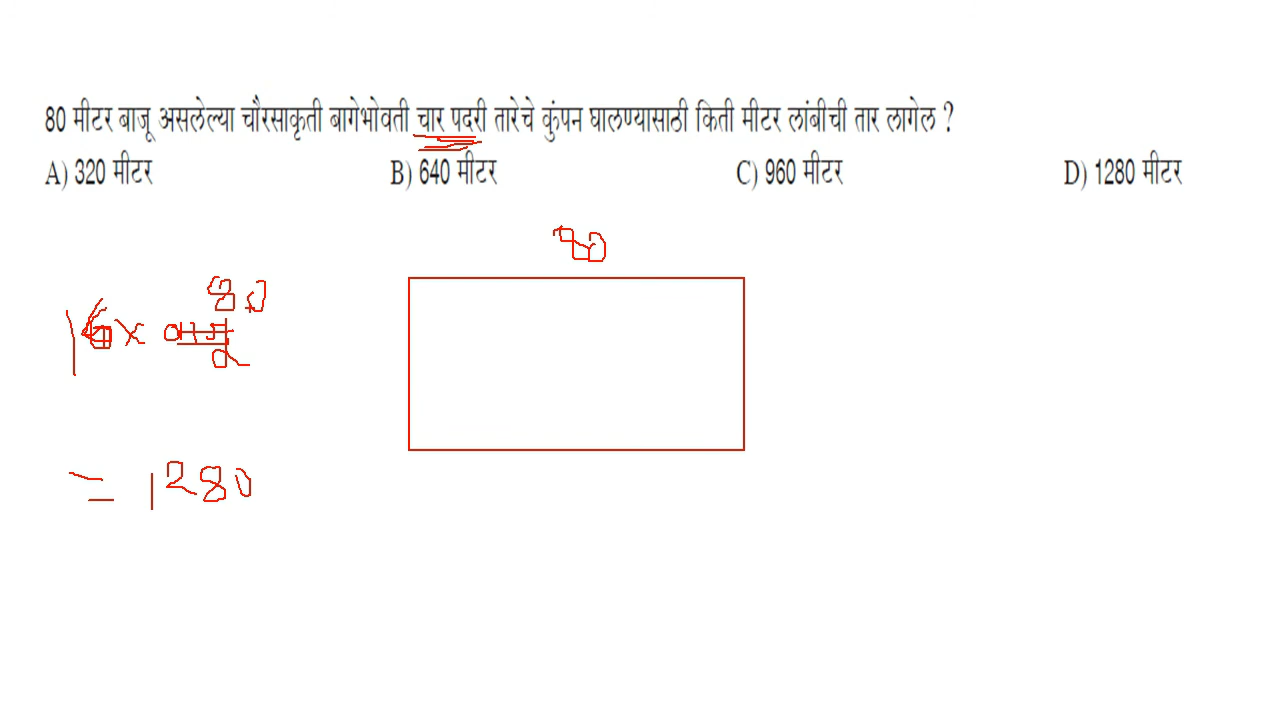 80 मीटर बाजू असलेल्या चौरसाकृती बागेभोवती चार पदरी तारेचे कुंपन घालण्यासाठी किती मीटर लांबीची तार लागेल ?
A) 320 मीटर B) 640 मीटर C) 960 मीटर D) 1280 मीटर
80
80
16 ×
= 1280